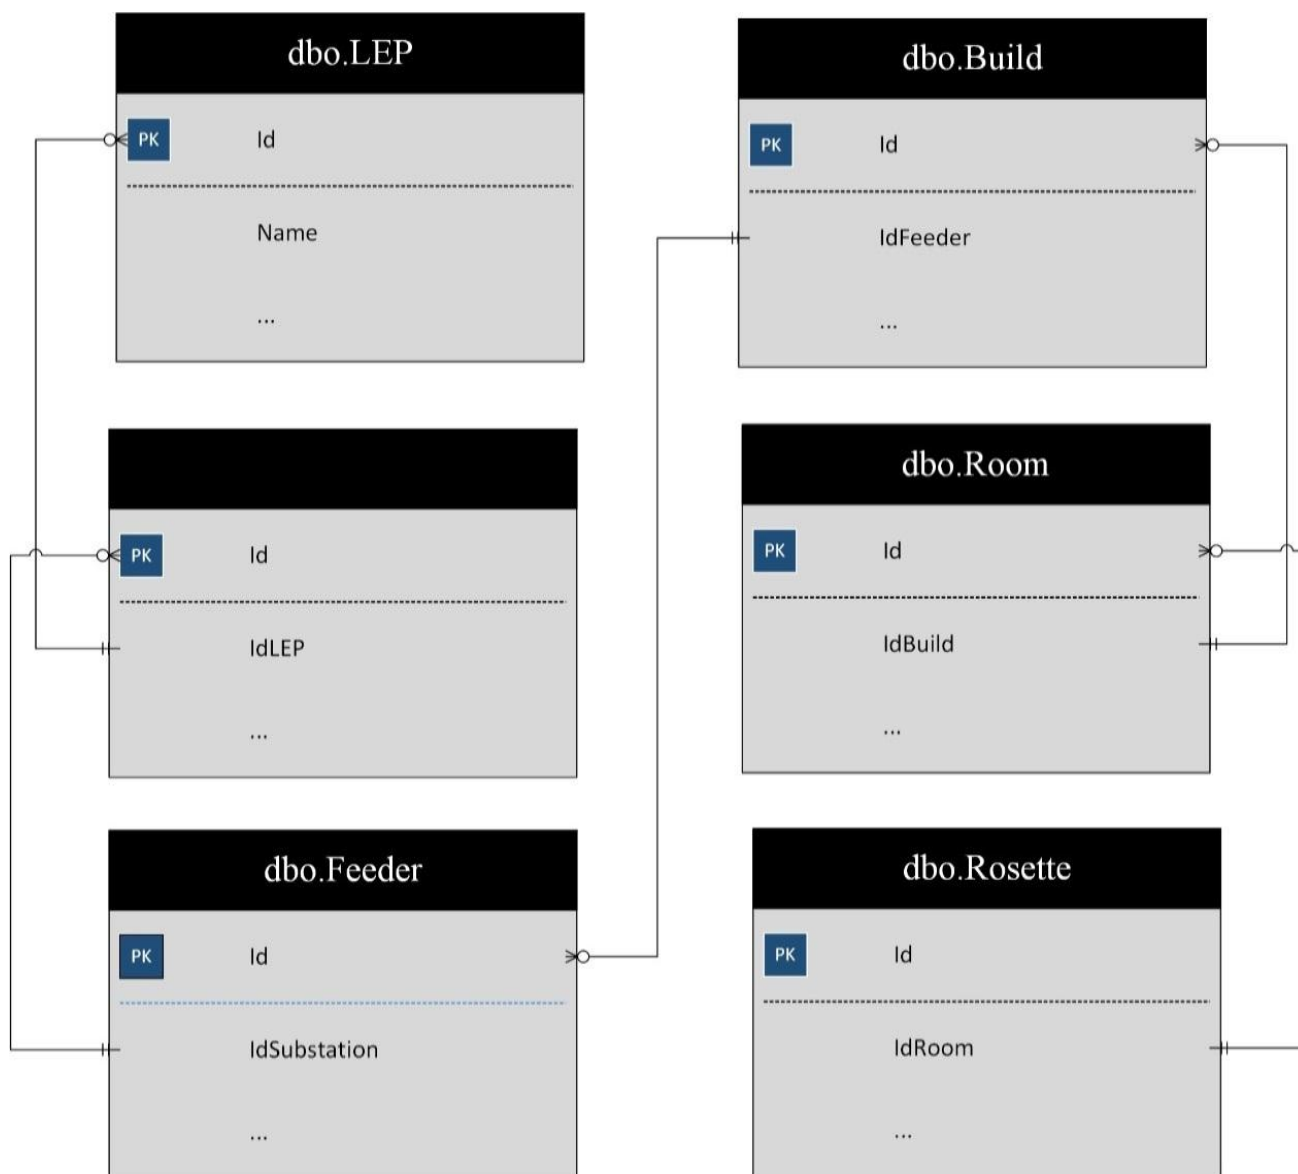 dbo.LEP
PK Id
Name
...
PK Id
IdLEP
...
dbo.Feeder
PK Id
IdSubstation
...
dbo.Build
PK Id
IdFeeder
...
dbo.Room
PK Id
IdBuild
...
dbo.Rosette
PK Id
IdRoom
...